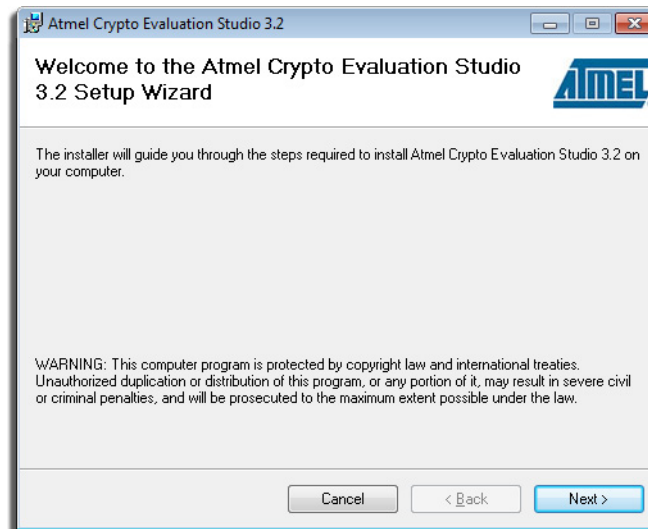 Atmel Crypto Evaluation Studio 3.2
Welcome to the Atmel Crypto Evaluation Studio
3.2 Setup Wizard
ATMEL
The installer will guide you through the steps required to install Atmel Crypto Evaluation Studio 3.2 on
your computer.
WARNING: This computer program is protected by copyright law and international treaties.
Unauthorized duplication or distribution of this program, or any portion of it, may result in severe civil
or criminal penalties, and will be prosecuted to the maximum extent possible under the law.
Cancel
< Back
Next >